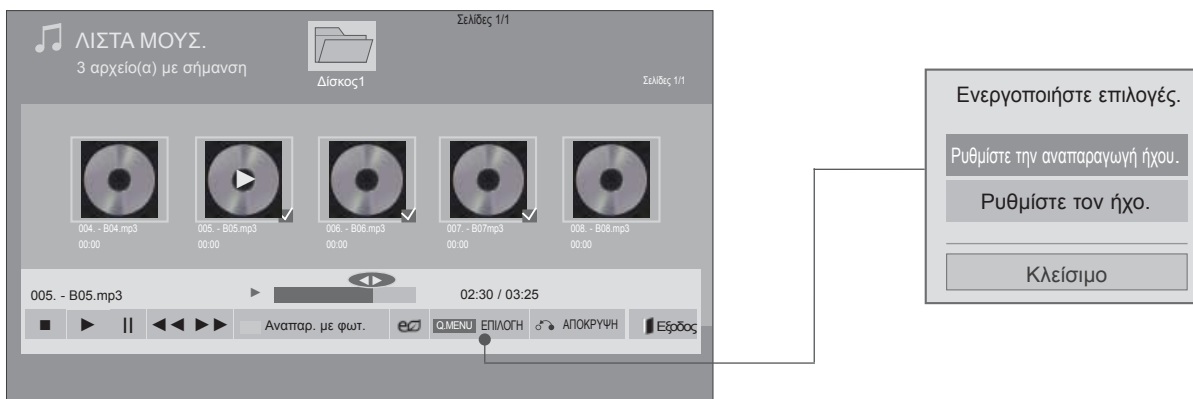 Σελίδες 1/1
ΛΙΣΤΑ ΜΟΥΣ.
3 αρχείο(α) με σήμανση
Δίσκος1
Σελίδες 1/1
004. - B04.mp3
00:00
005. - B05.mp3
00:00
006. - B06.mp3
00:00
007. - B07mp3
00:00
008. - B08.mp3
00:00
005. - B05.mp3
02:30 / 03:25
Αναπαρ. με φωτ.
Q.MENU ΕΠΙΛΟΓΗ
ΑΠΟΚΡΥΨΗ
Εξοδος
Ενεργοποιήστε επιλογές.
Ρυθμίστε την αναπαραγωγή ήχου.
Ρυθμίστε τον ήχο.
Κλείσιμο